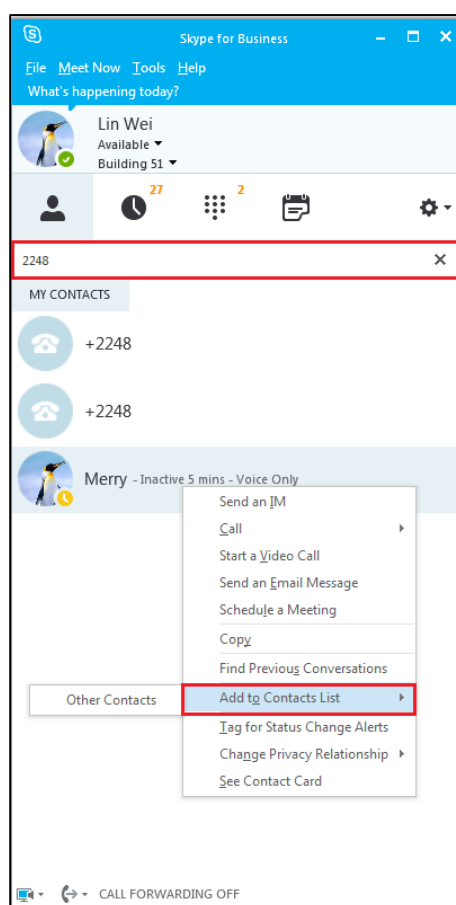 Skype for Business
File Meet Now Tools Help
What's happening today?
Lin Wei
Available
Building 51
27
2
2248
MY CONTACTS
+2248
+2248
Merry - Inactive 5 mins - Voice Only
Send an IM
Call
Start a Video Call
Send an Email Message
Schedule a Meeting
Copy
Find Previous Conversations
Other Contacts
Add to Contacts List
Tag for Status Change Alerts
Change Privacy Relationship
See Contact Card
CALL FORWARDING OFF